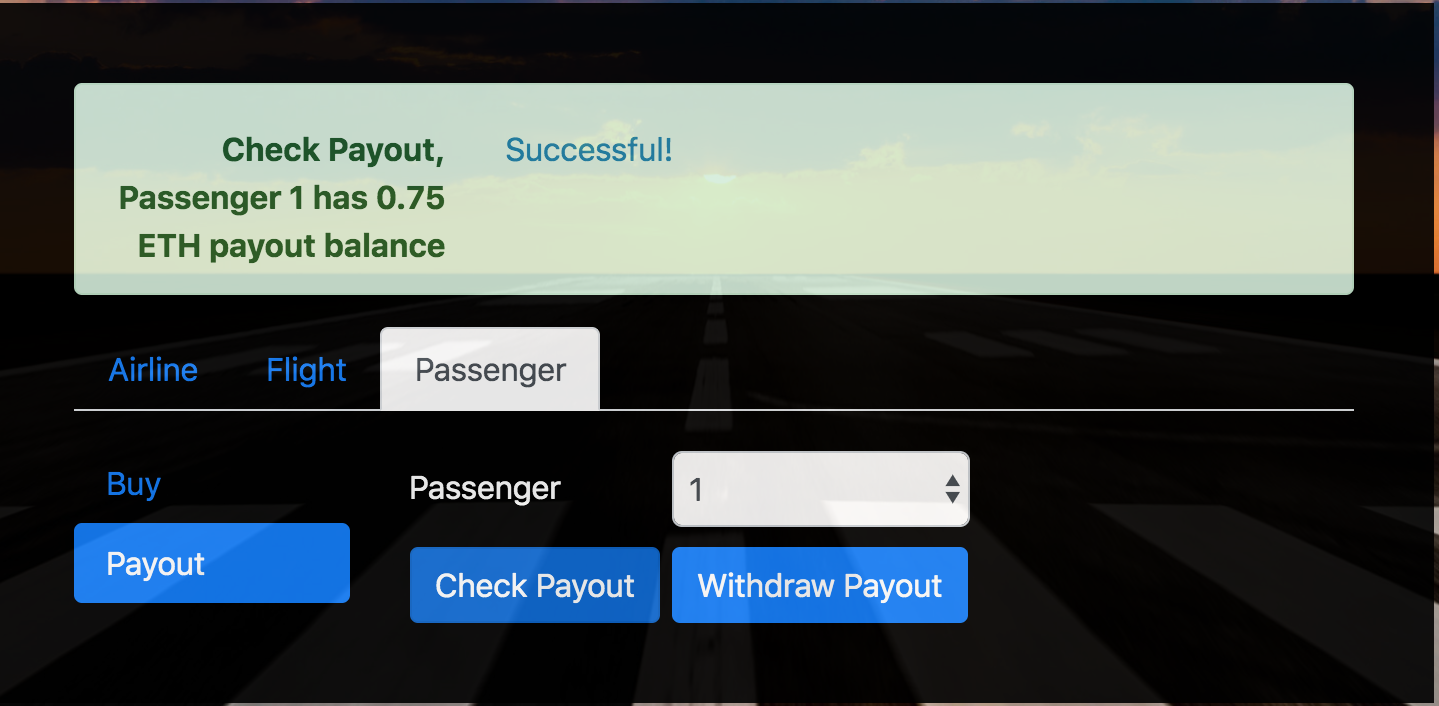 Check Payout, Successful!
Passenger 1 has 0.75
ETH payout balance
Airline Flight Passenger
Buy
Passenger 1
Payout
Check Payout Withdraw Payout